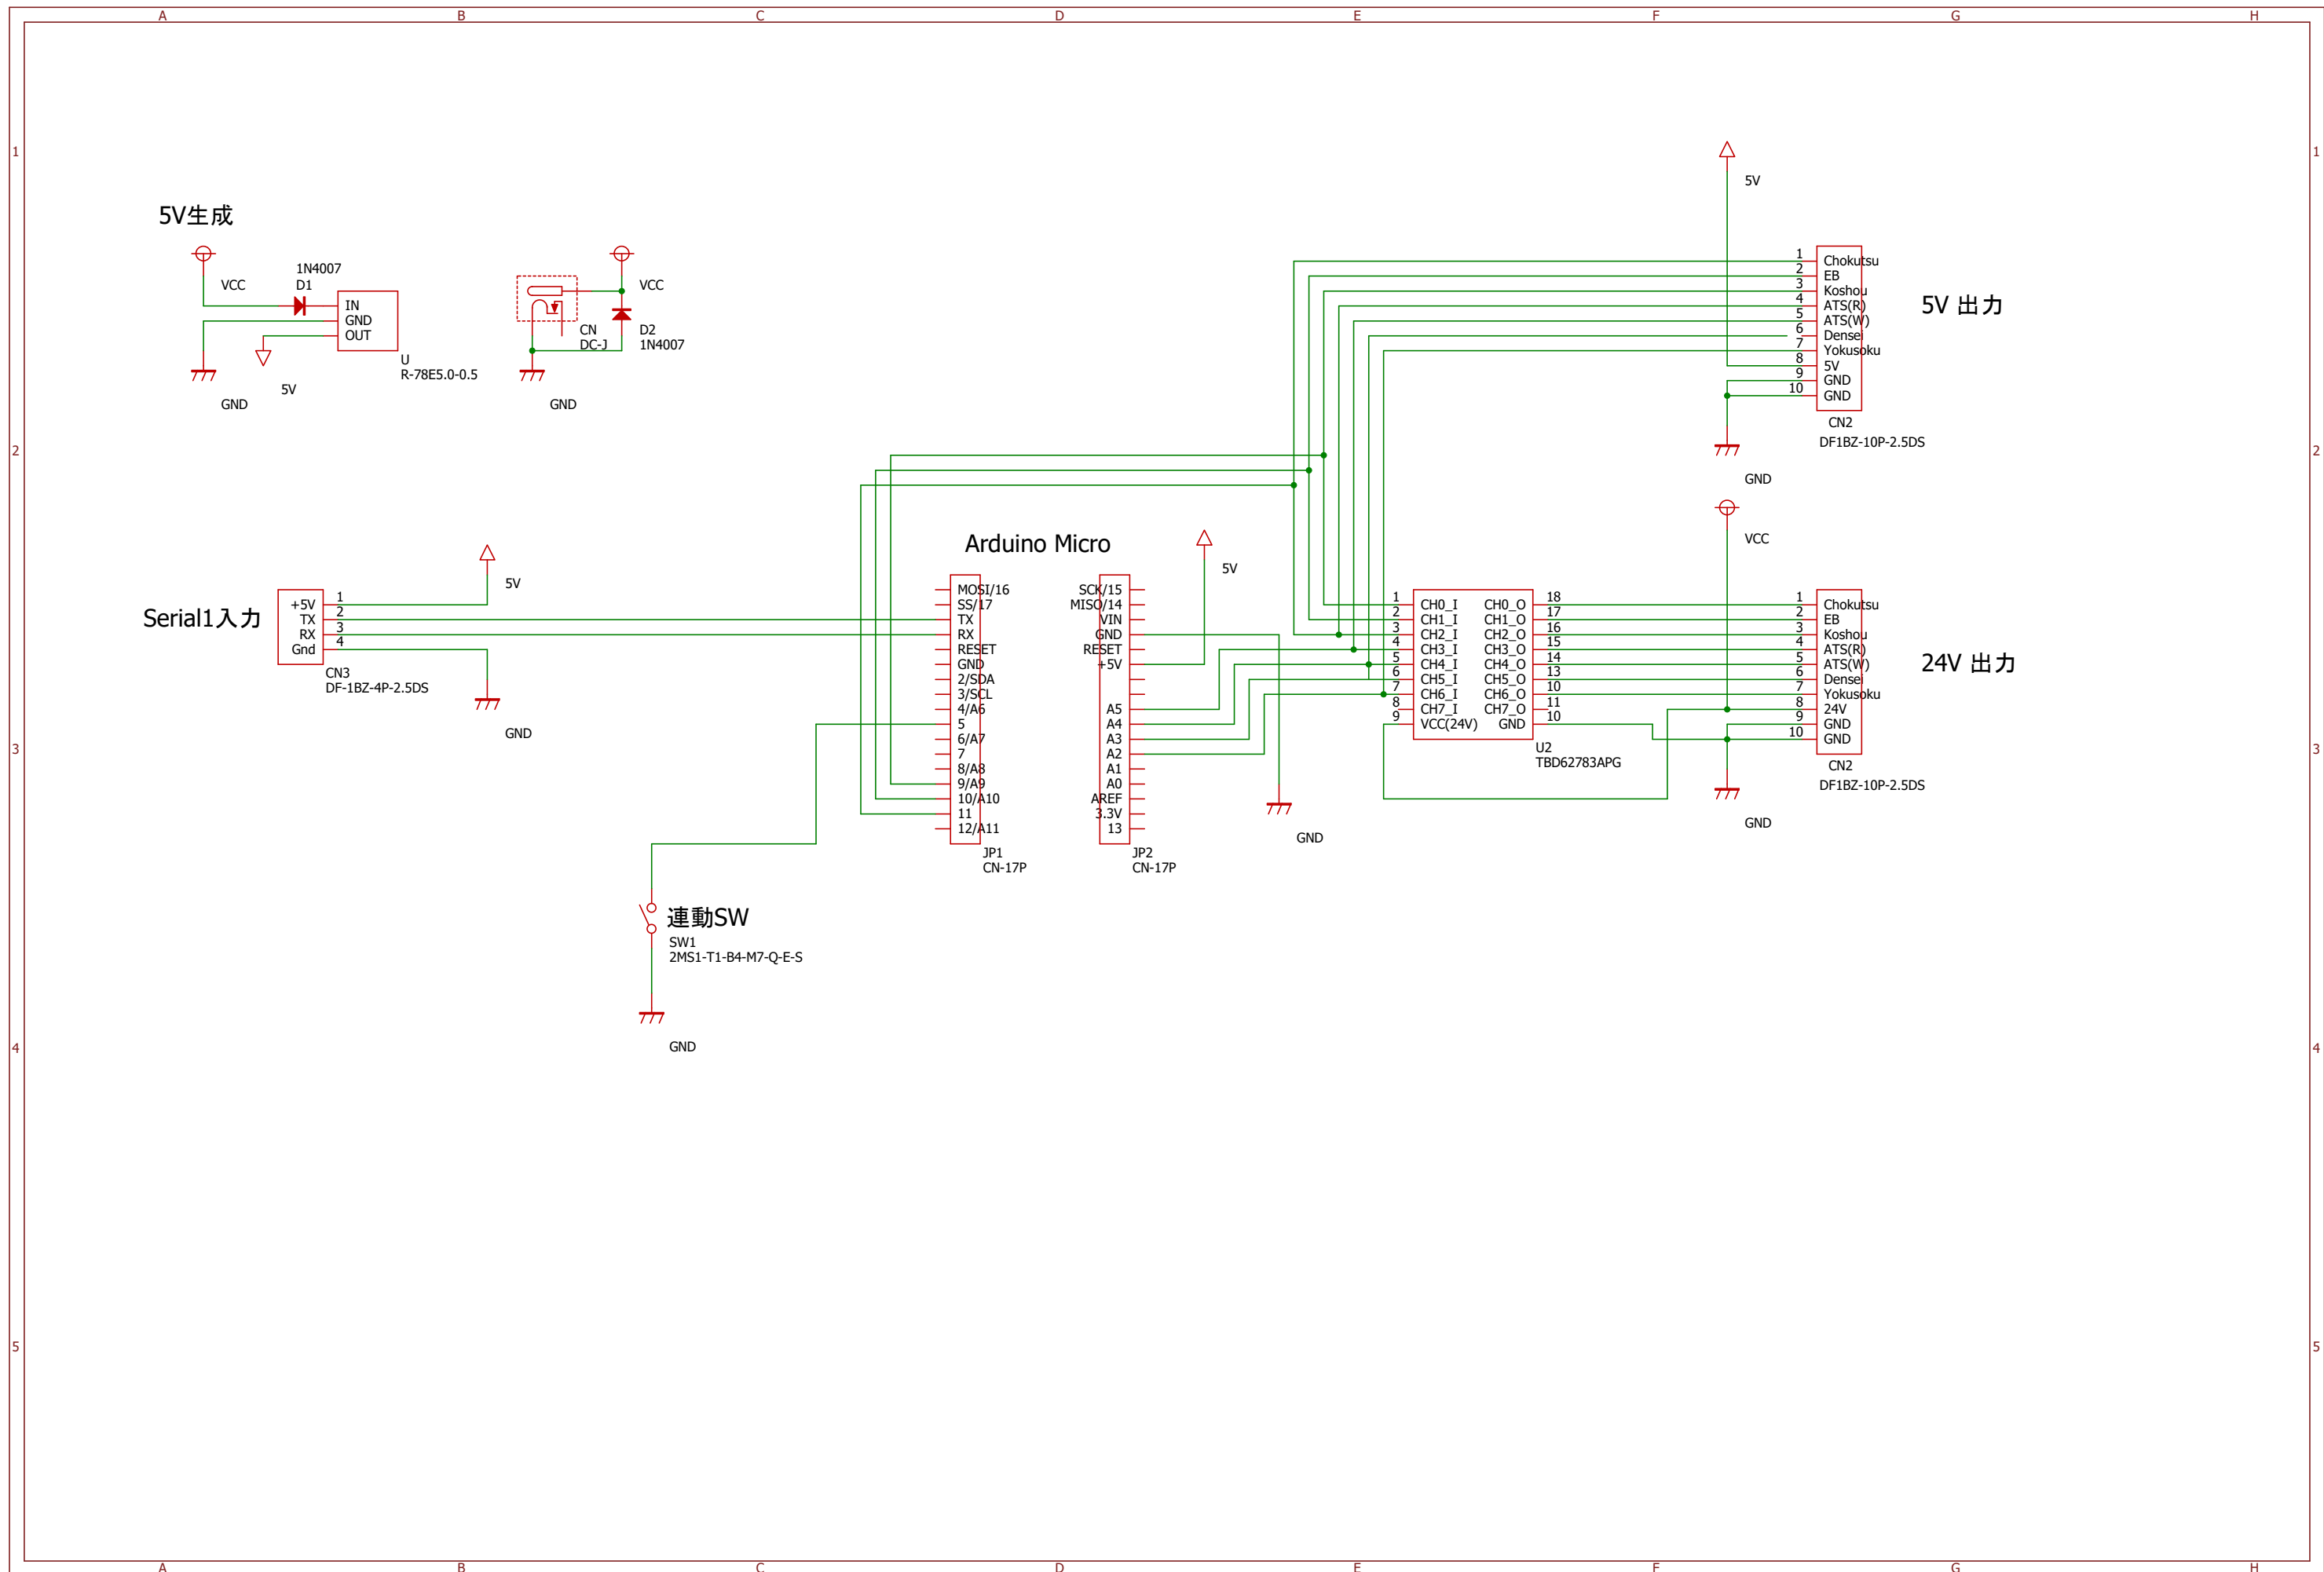 A B C D E F G H
1 1
5V
5V生成
1N4007
VCC D1
IN
GND
OUT
U
R-78E5.0-0.5
5V
GND
VCC
CN
DC-J
D2
1N4007
GND
1 Chokutsu
2 EB
3 Koshou
4 ATS(R)
5 ATS(W)
6 Densei
7 Yokusoku
8 5V
9 GND
10 GND
CN2
DF1BZ-10P-2.5DS
5V 出力
GND
2 2
VCC
Serial1入力
+5V 1
TX 2
RX 3
Gnd 4
CN3
DF-1BZ-4P-2.5DS
5V
GND
Arduino Micro
MOSI/16
SS/17
TX
RX
RESET
GND
2/SDA
3/SCL
4/A6
5
6/A7
7
8/A8
9/A9
10/A10
11
12/A11
JP1
CN-17P
SCK/15
MISO/14
VIN
GND
RESET
+5V
A5
A4
A3
A2
A1
A0
AREF
3.3V
13
JP2
CN-17P
5V
GND
1 CH0_I CH0_O 18
2 CH1_I CH1_O 17
3 CH2_I CH2_O 16
4 CH3_I CH3_O 15
5 CH4_I CH4_O 14
6 CH5_I CH5_O 13
7 CH6_I CH6_O 10
8 CH7_I CH7_O 11
9 VCC(24V) GND 10
U2
TBD62783APG
1 Chokutsu
2 EB
3 Koshou
4 ATS(R)
5 ATS(W)
6 Densei
7 Yokusoku
8 24V
9 GND
10 GND
CN2
DF1BZ-10P-2.5DS
24V 出力
GND
3 3
連動SW
SW1
2MS1-T1-B4-M7-Q-E-S
GND
4 4
5 5
A B C D E F G H